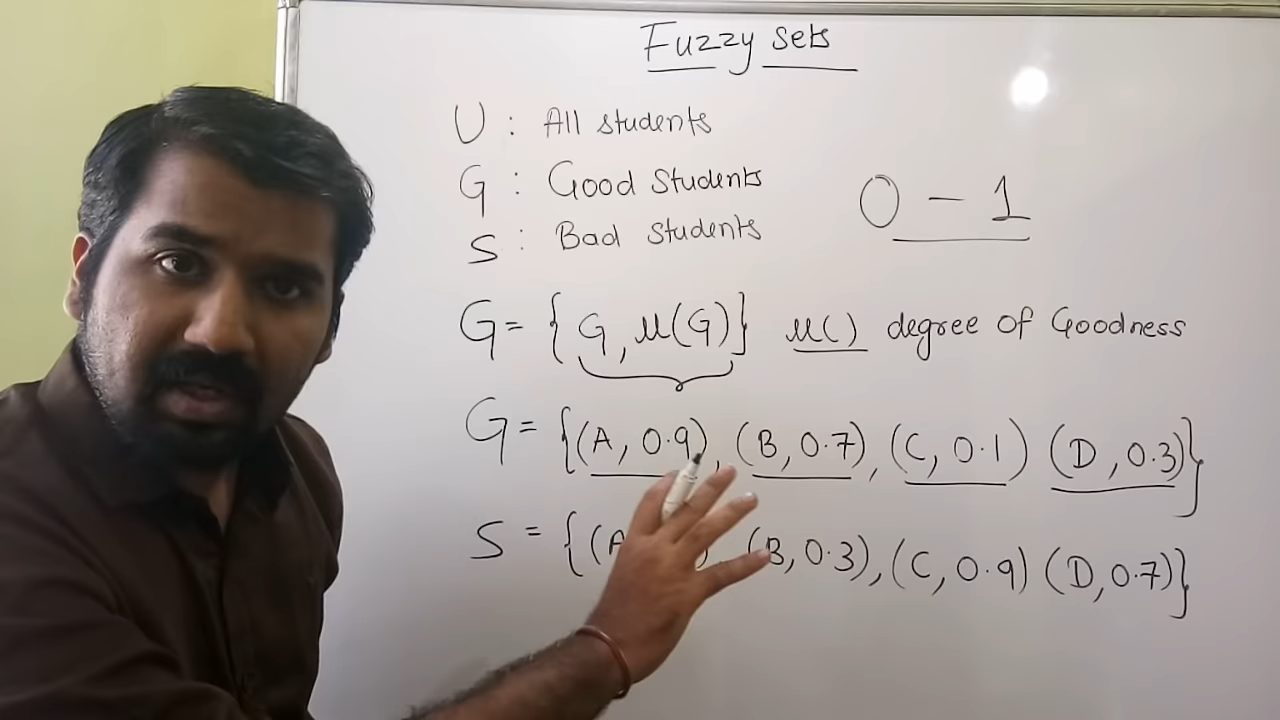 Fuzzy sets
U : All students
G : Good Students
S : Bad Students
0 - 1
G = {G, μ(G)} μ() degree of Goodness
G = {(A, 0.9), (B, 0.7), (C, 0.1) (D, 0.3)}
S = {(A ), (B, 0.3), (C, 0.9) (D, 0.7)}